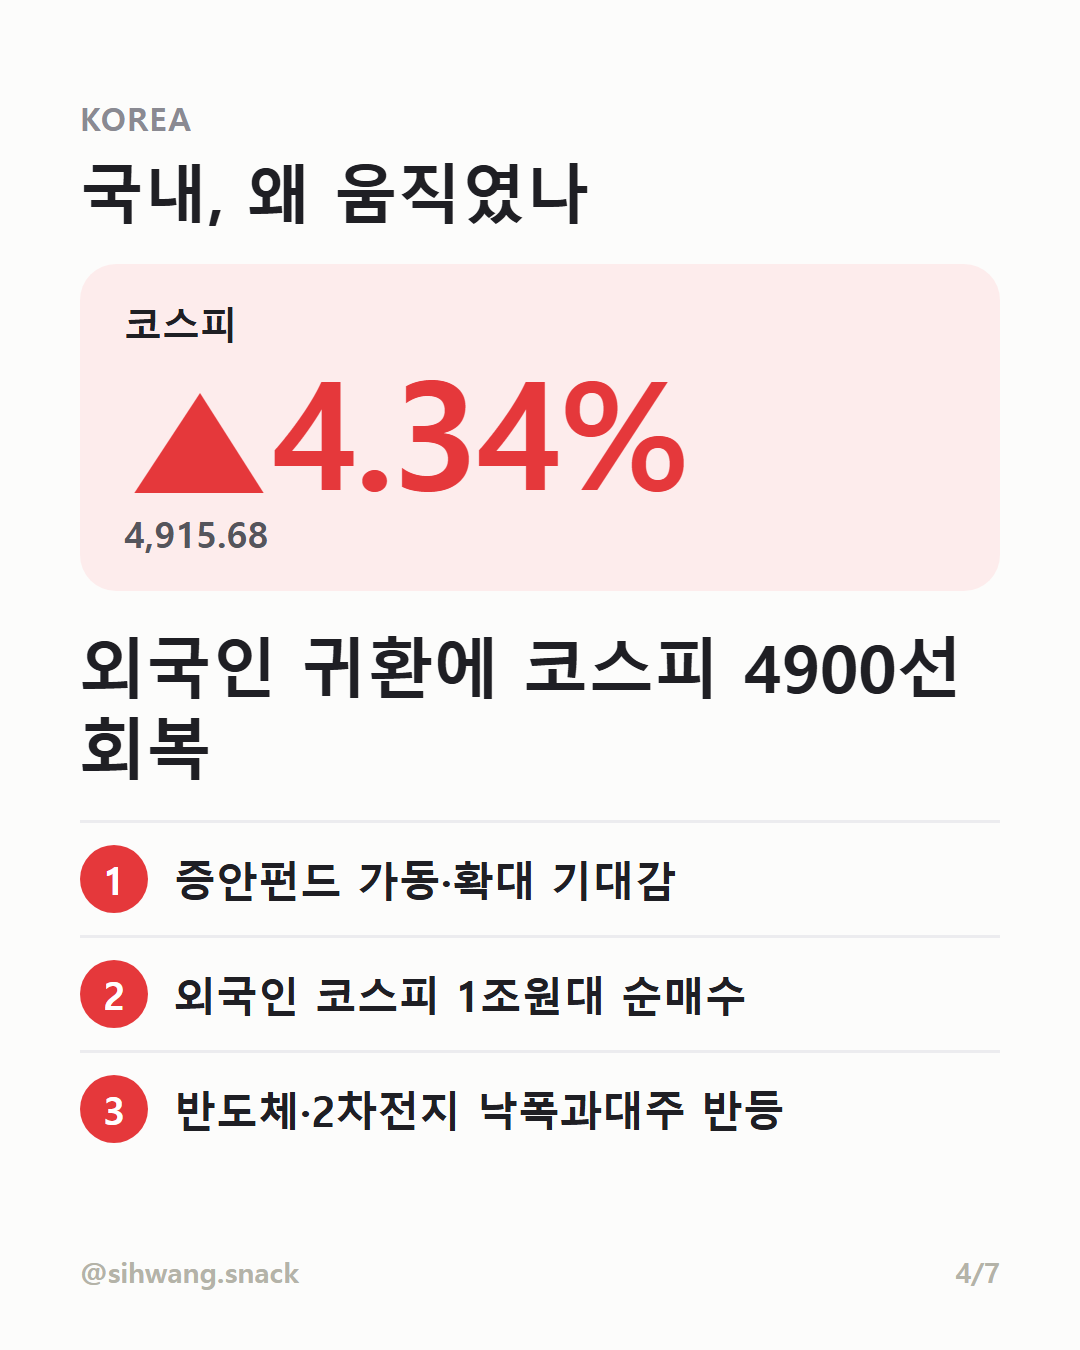 KOREA
국내, 왜 움직였나
코스피
▲4.34%
4,915.68
외국인 귀환에 코스피 4900선
회복
1 증안펀드 가동·확대 기대감
2 외국인 코스피 1조원대 순매수
3 반도체·2차전지 낙폭과대주 반등
@sihwang.snack 4/7